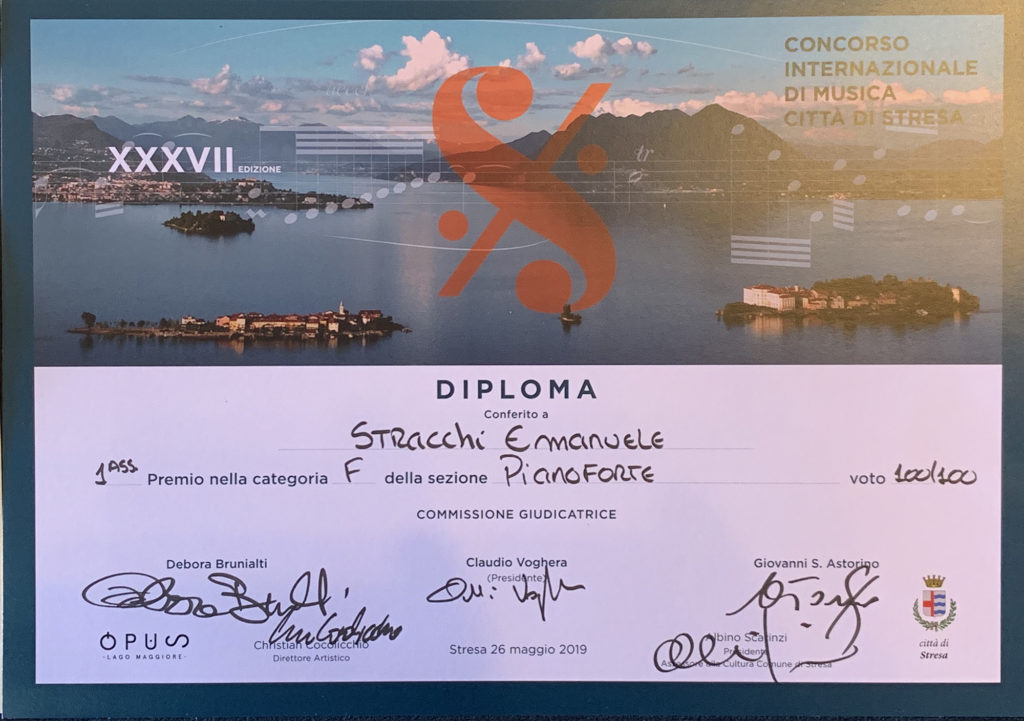 CONCORSO
INTERNAZIONALE
DI MUSICA
CITTÀ DI STRESA
XXXVII EDIZIONE
tr
DIPLOMA
Conferito a
Stracchi Emanuele
1 ASS. Premio nella categoria F della sezione Pianoforte voto 100/100
COMMISSIONE GIUDICATRICE
Debora Brunialti
Claudio Voghera
(Presidente)
Giovanni S. Astorino
OPUS
-LAGO MAGGIORE-
Christian Cocolicchio
Direttore Artistico
Stresa 26 maggio 2019
Albino Scarinzi
Presidente
Assessore alla Cultura Comune di Stresa
città di
Stresa